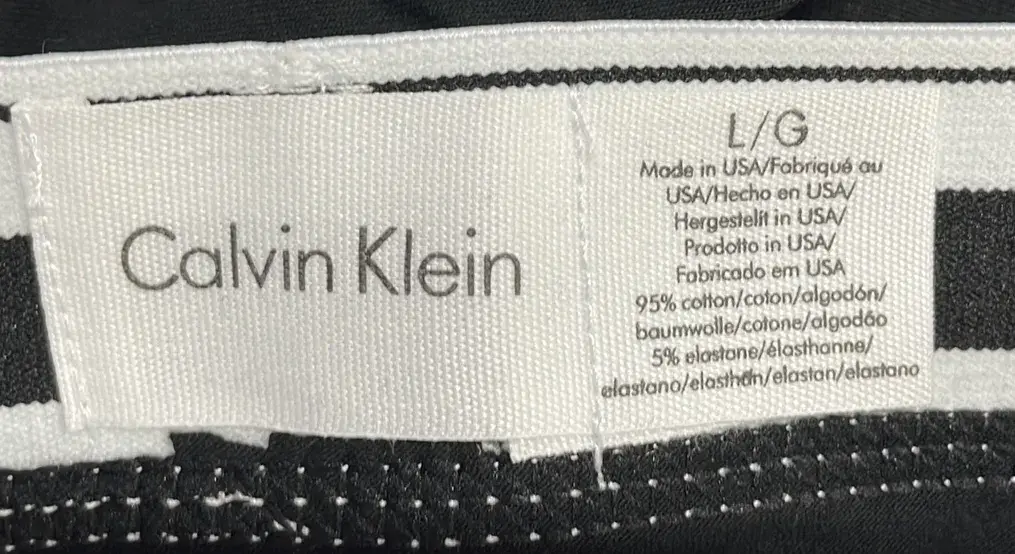 Calvin Klein
L/G
Made in USA/Fabriqué au
USA/Hecho en USA/
Hergestellt in USA/
Prodotto in USA/
Fabricado em USA
95% cotton/coton/algodón/
baumwolle/cotone/algodão
5% elastane/élasthanne/
elastano/elasthan/elastan/elastano